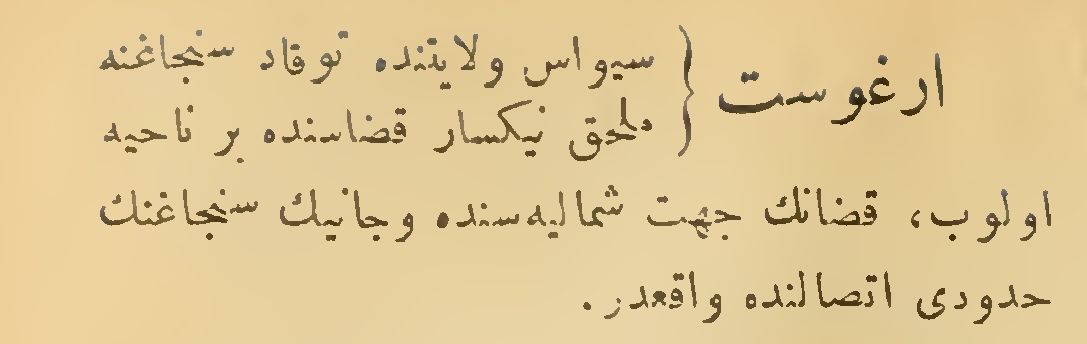 ارغوست { سیواس ولایتنده توقاد سنجاغنه
ملحق نیکسار قضاسنده بر ناحیه
اولوب، قضانك جهت شمالیه‌سنده وجانیك سنجاغنك
حدودی اتصالنده واقعدر.